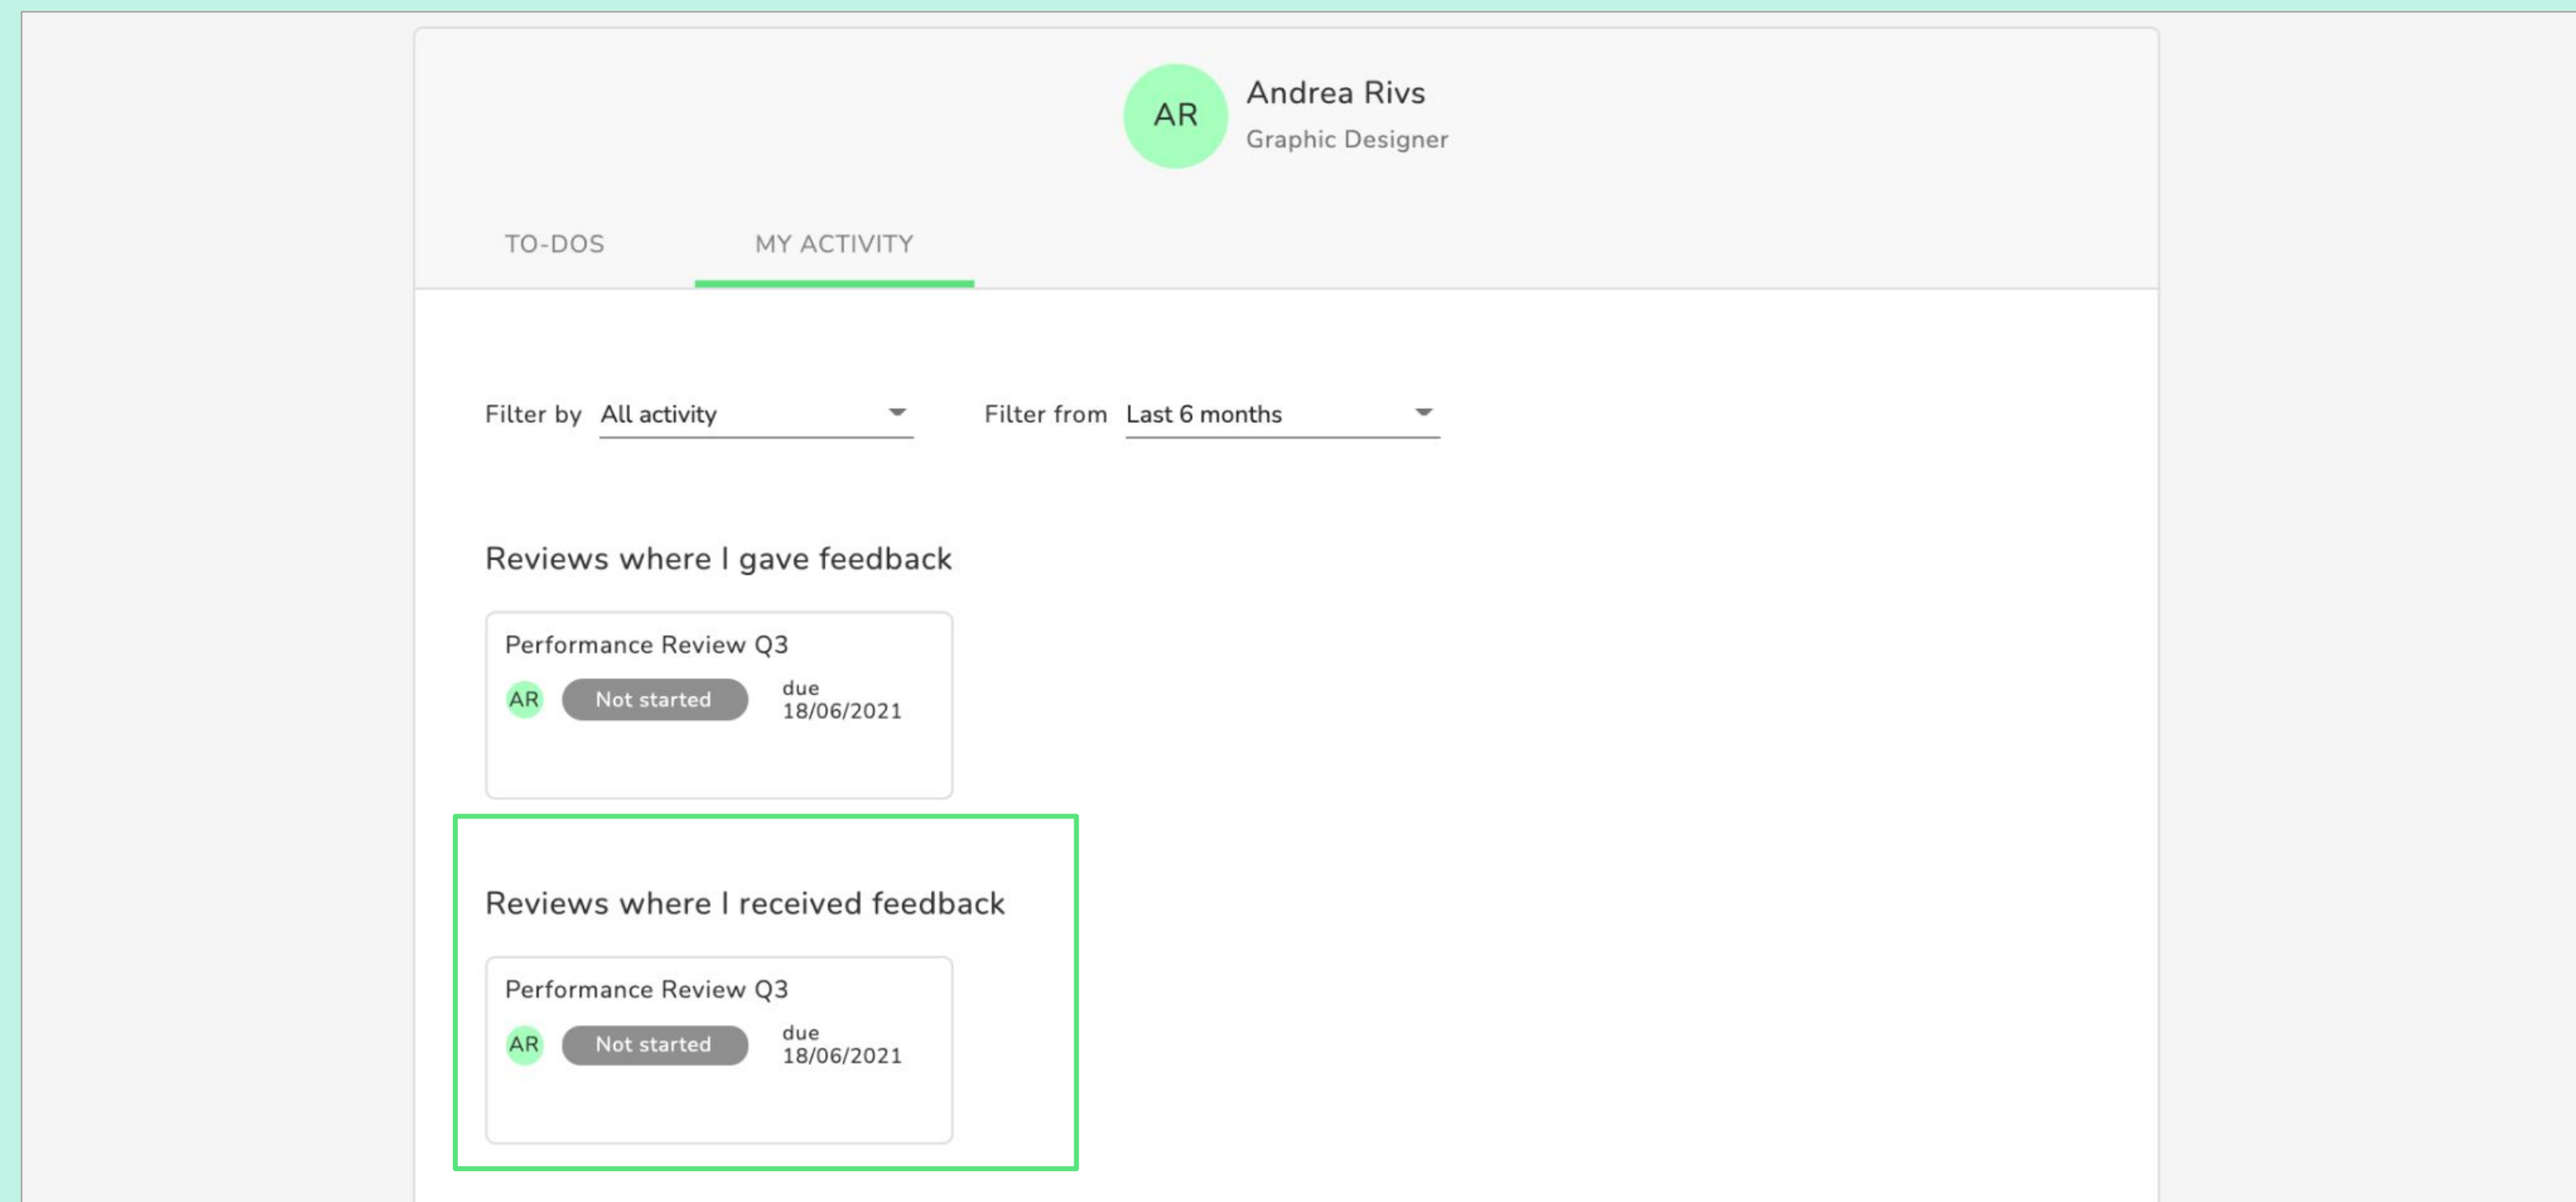 AR
Andrea Rivs
Graphic Designer
TO-DOS MY ACTIVITY
Filter by All activity Filter from Last 6 months
Reviews where I gave feedback
Performance Review Q3
AR Not started due
18/06/2021
Reviews where I received feedback
Performance Review Q3
AR Not started due
18/06/2021